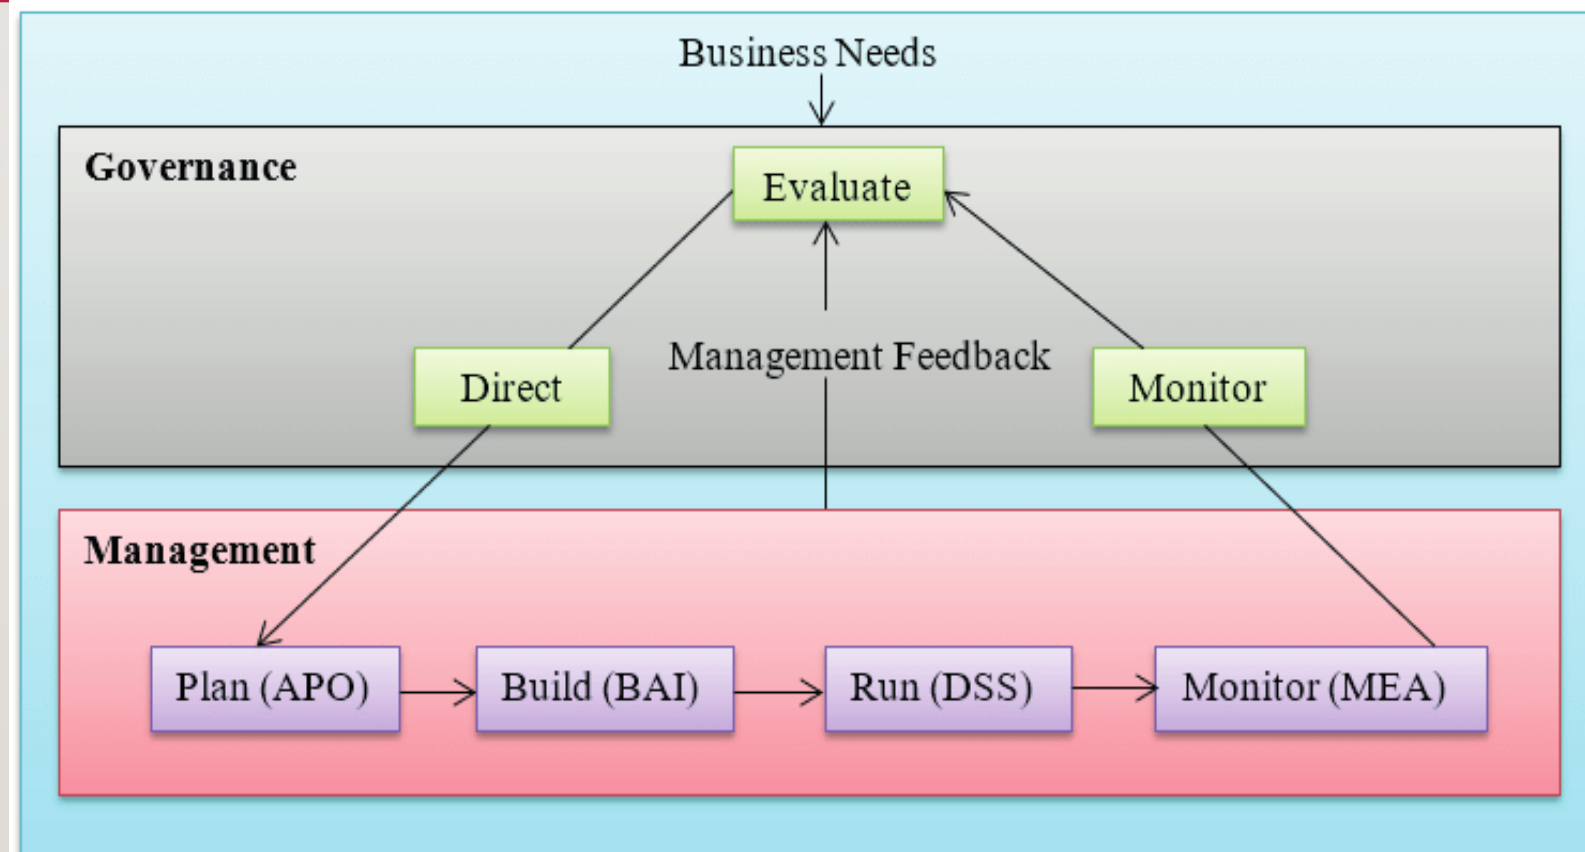 Business Needs
Governance
Evaluate
Management Feedback
Direct
Monitor
Management
Plan (APO)
Build (BAI)
Run (DSS)
Monitor (MEA)